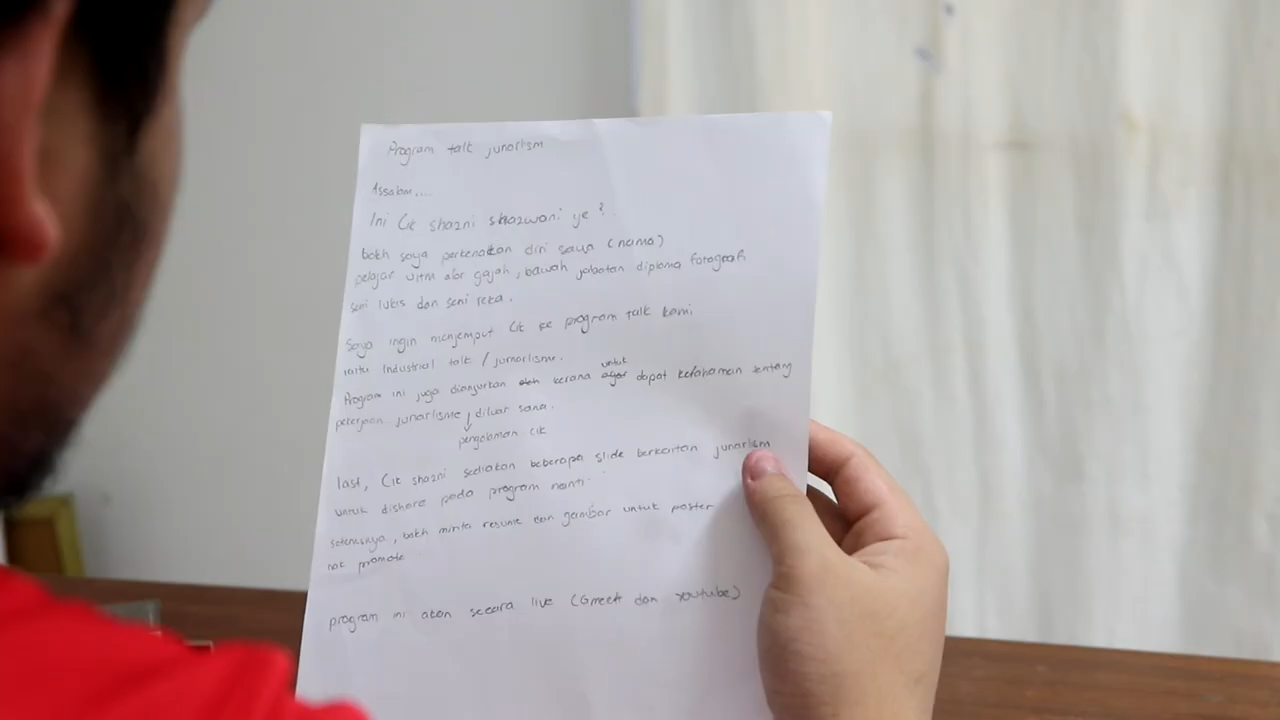 Program talk junarlsm
Assalam....
Ini Cik shazni shazwani ye?
boleh saya perkenalkan diri saya (nama)
pelajar uitm alor gajah, bawah jabatan diploma fotografi
seni lukis dan seni reka.
Saya ingin menjemput Cik ke program talk kami
iaitu Industrial talk / jurnarlisme.
untuk
Program ini juga dianjurkan oleh kerana agar dapat kefahaman tentang
pekerjaan junarlisme, diluar sana.
pengalaman cik
last, Cik shazni sediakan beberapa slide berkaitan junarlism
untuk dishare pada program nanti.
seterusnya, boleh minta resume dan gambar untuk poster
nak promote
program ini akan secara live (Gmeet dan Youtube)